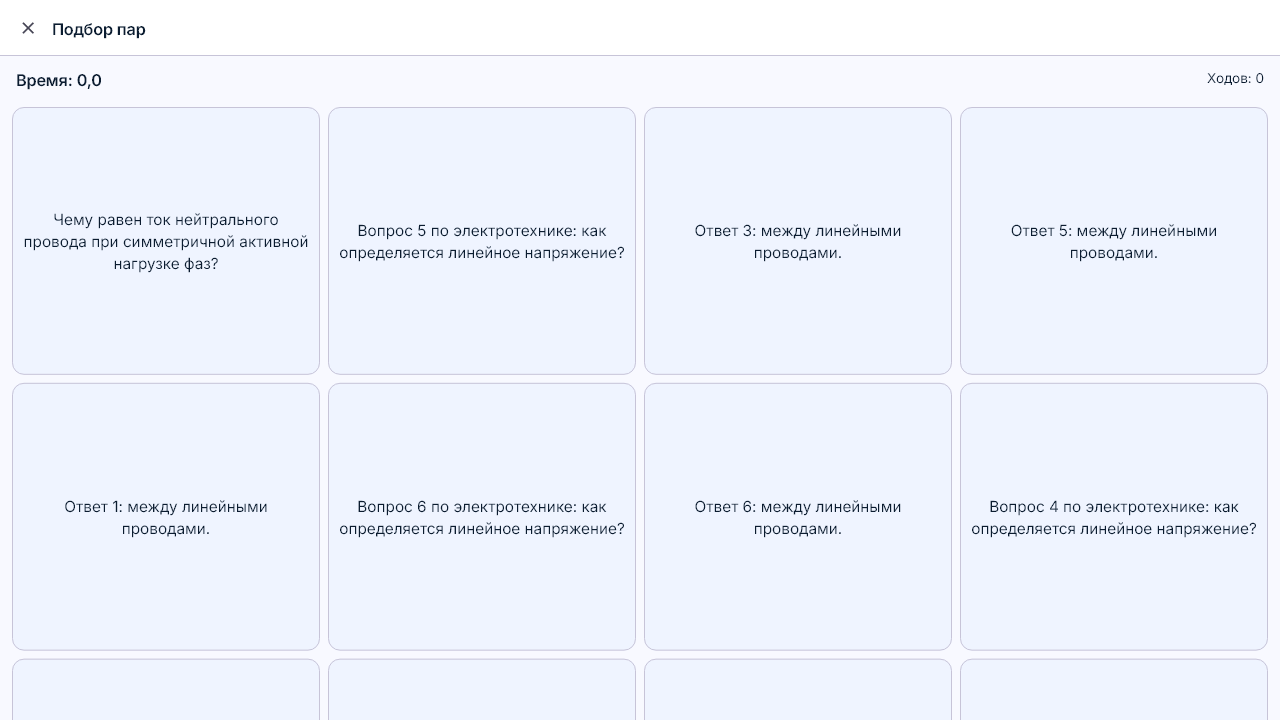 Подбор пар
Время: 0,0
Ходов: 0
Чему равен ток нейтрального
провода при симметричной активной
нагрузке фаз?
Вопрос 5 по электротехнике: как
определяется линейное напряжение?
Ответ 3: между линейными
проводами.
Ответ 5: между линейными
проводами.
Ответ 1: между линейными
проводами.
Вопрос 6 по электротехнике: как
определяется линейное напряжение?
Ответ 6: между линейными
проводами.
Вопрос 4 по электротехнике: как
определяется линейное напряжение?